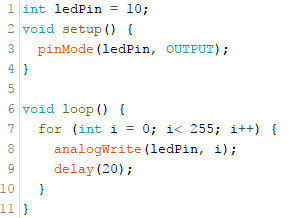 1 int ledPin = 10;
2 void setup() {
3   pinMode(ledPin, OUTPUT);
4 }
5
6 void loop() {
7   for (int i = 0; i< 255; i++) {
8     analogWrite(ledPin, i);
9     delay(20);
10   }
11 }